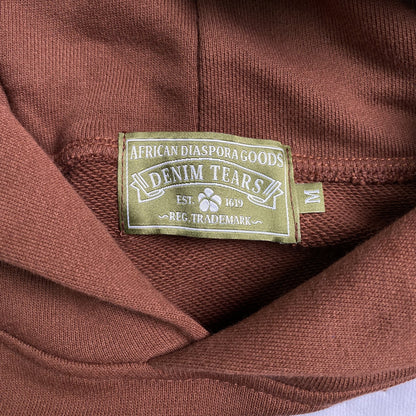 AFRICAN DIASPORA GOODS
DENIM TEARS
EST. 1619
REG. TRADEMARK
M